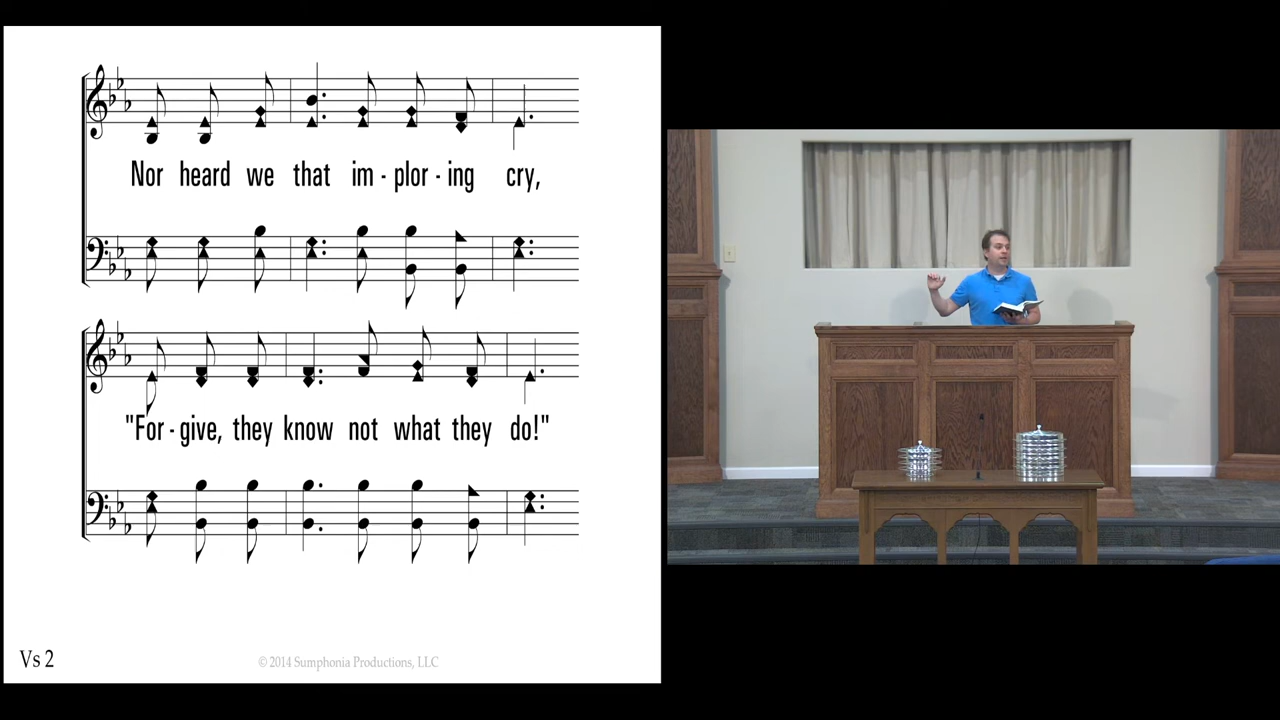 Nor heard we that im - plor - ing cry,
"For - give, they know not what they do!"
Vs 2
© 2014 Sumphonia Productions, LLC